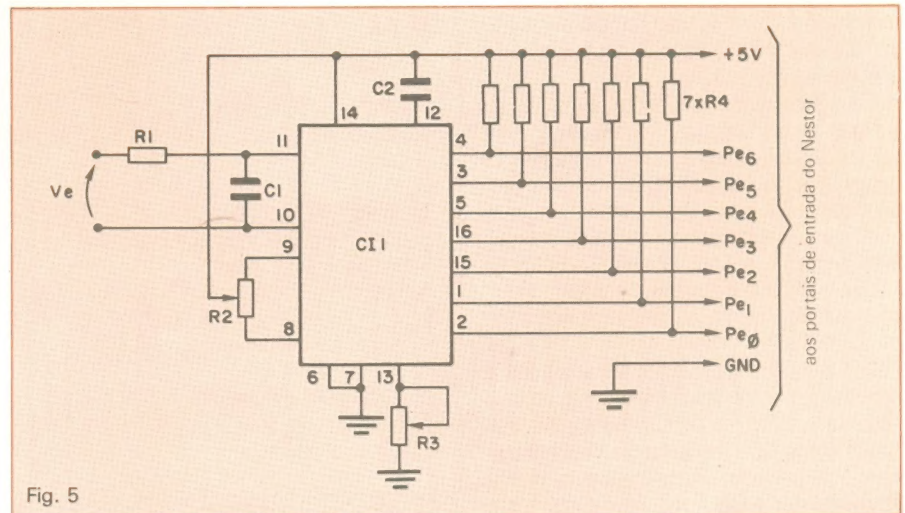 +5V
C2
14
12
7xR4
R1
11
4
Pe6
3
Pe5
Ve
C1
5
Pe4
10
CI1
16
Pe3
9
15
Pe2
R2
1
Pe1
8
2
PeØ
GND
6
7
13
R3
aos portais de entrada do Nestor
Fig. 5